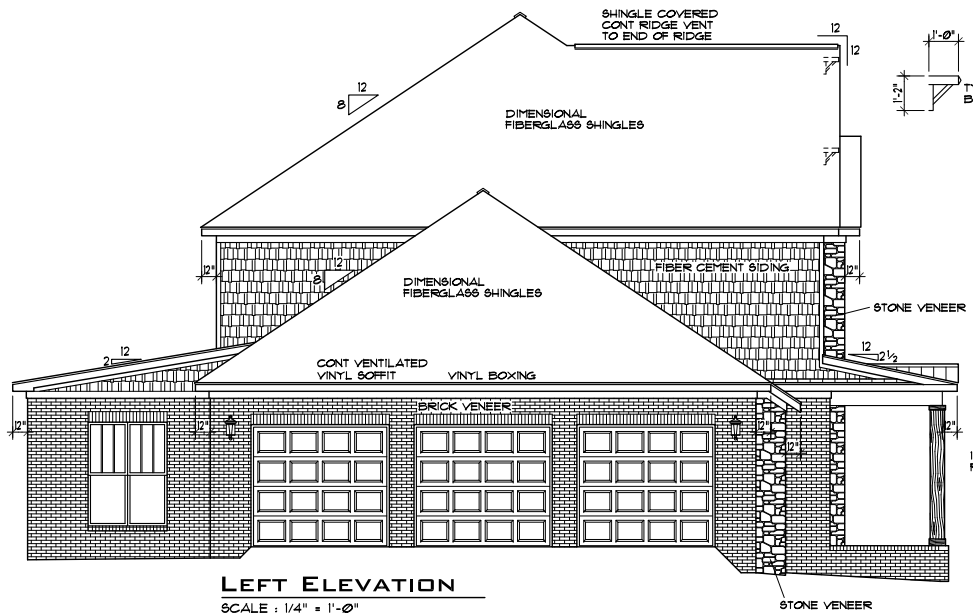 SHINGLE COVERED
CONT RIDGE VENT
TO END OF RIDGE
12
12
1'-0"
1'-2"
T
B
12
8
DIMENSIONAL
FIBERGLASS SHINGLES
12"
12
8
DIMENSIONAL
FIBERGLASS SHINGLES
FIBER CEMENT SIDING
12"
STONE VENEER
12
2
CONT VENTILATED
VINYL SOFFIT
VINYL BOXING
12
2 1/2
BRICK VENEER
12"
12"
12"
12"
12"
LEFT ELEVATION
SCALE : 1/4" = 1'-0"
STONE VENEER